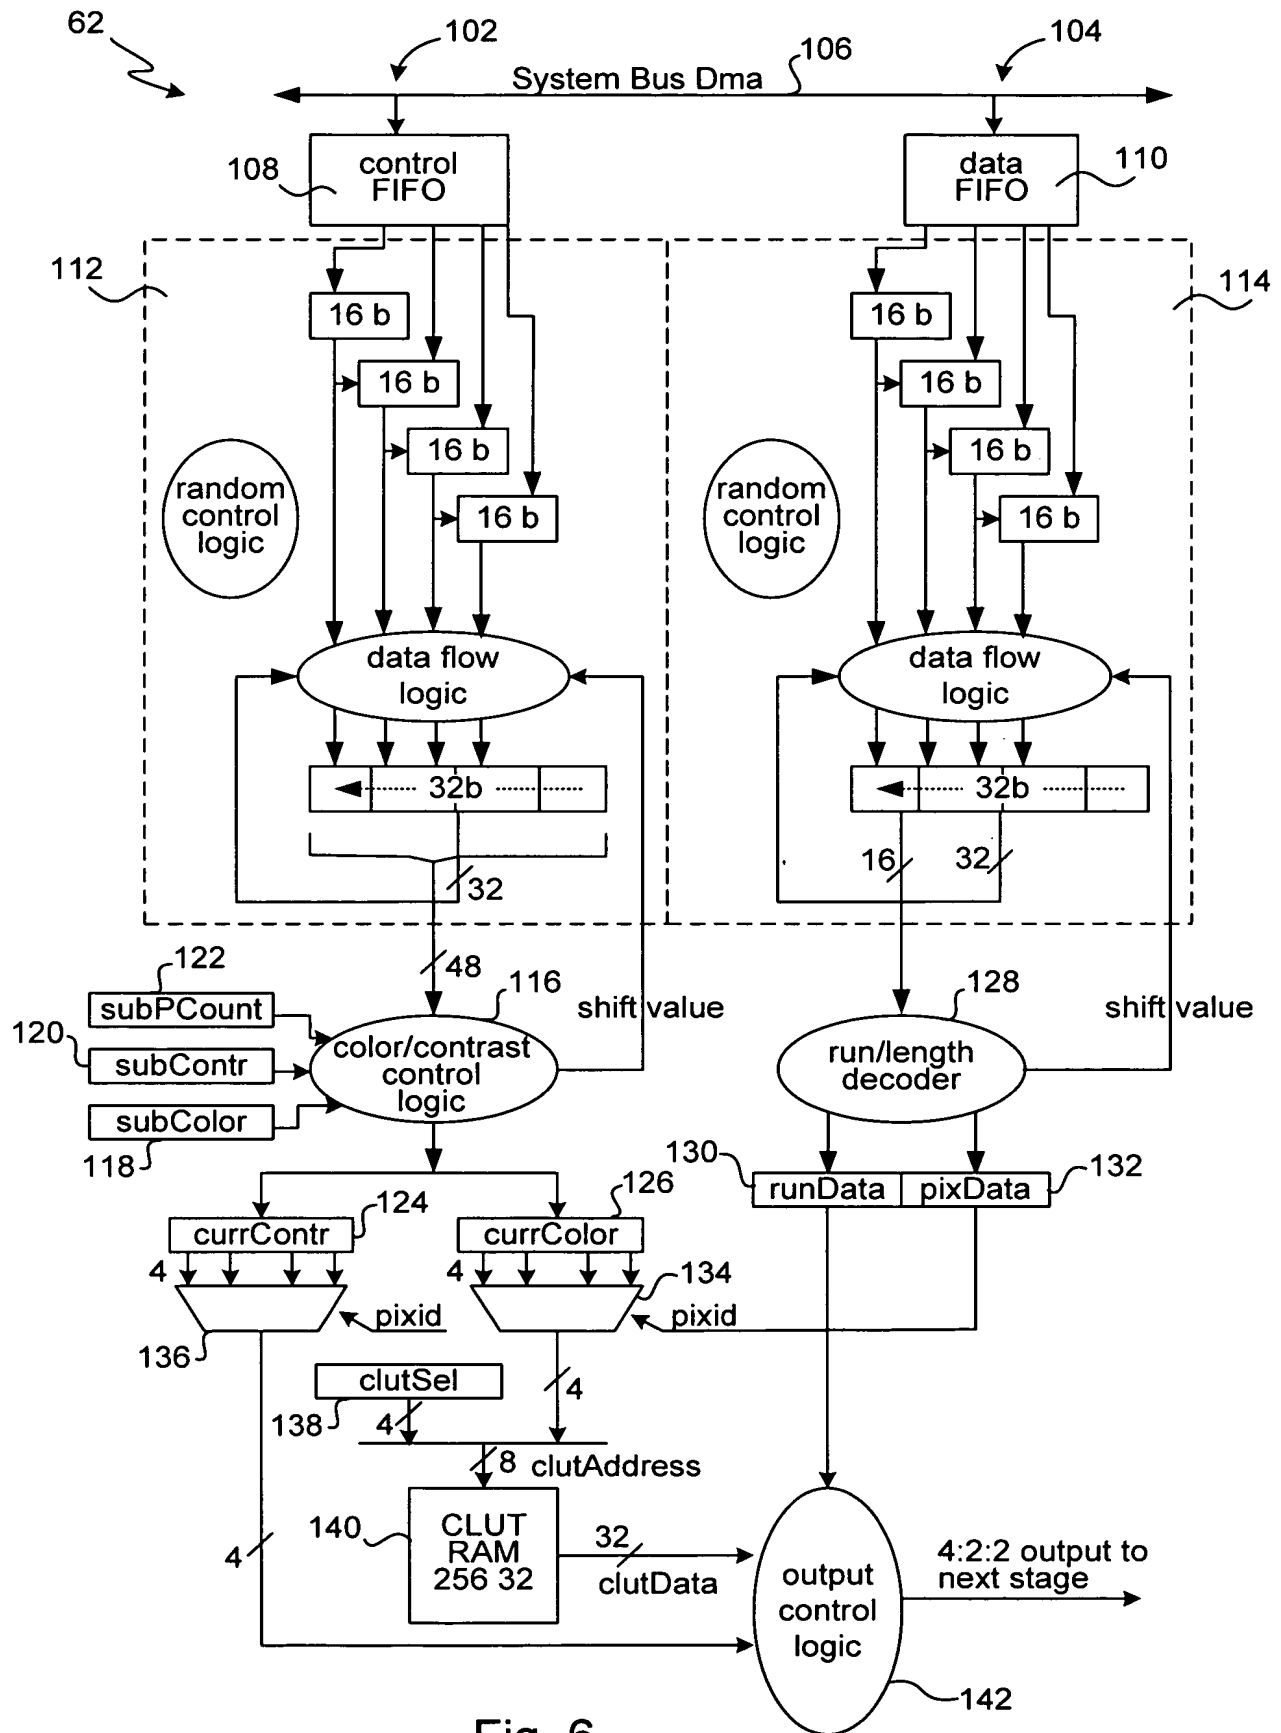 62
102
104
106
System Bus Dma
108
control
FIFO
data
FIFO
110
112
114
16 b
16 b
16 b
16 b
16 b
16 b
16 b
16 b
random
control
logic
random
control
logic
data flow
logic
data flow
logic
32b
32b
32
16
32
48
122
116
128
subPCount
shift value
shift value
120
subContr
color/contrast
control
logic
run/length
decoder
subColor
118
130
132
runData
pixData
124
126
currContr
currColor
4
4
134
pixid
pixid
136
clutSel
138
4
4
8
clutAddress
140
CLUT
RAM
256 32
4
32
clutData
output
control
logic
4:2:2 output to
next stage
142
Fig. 6